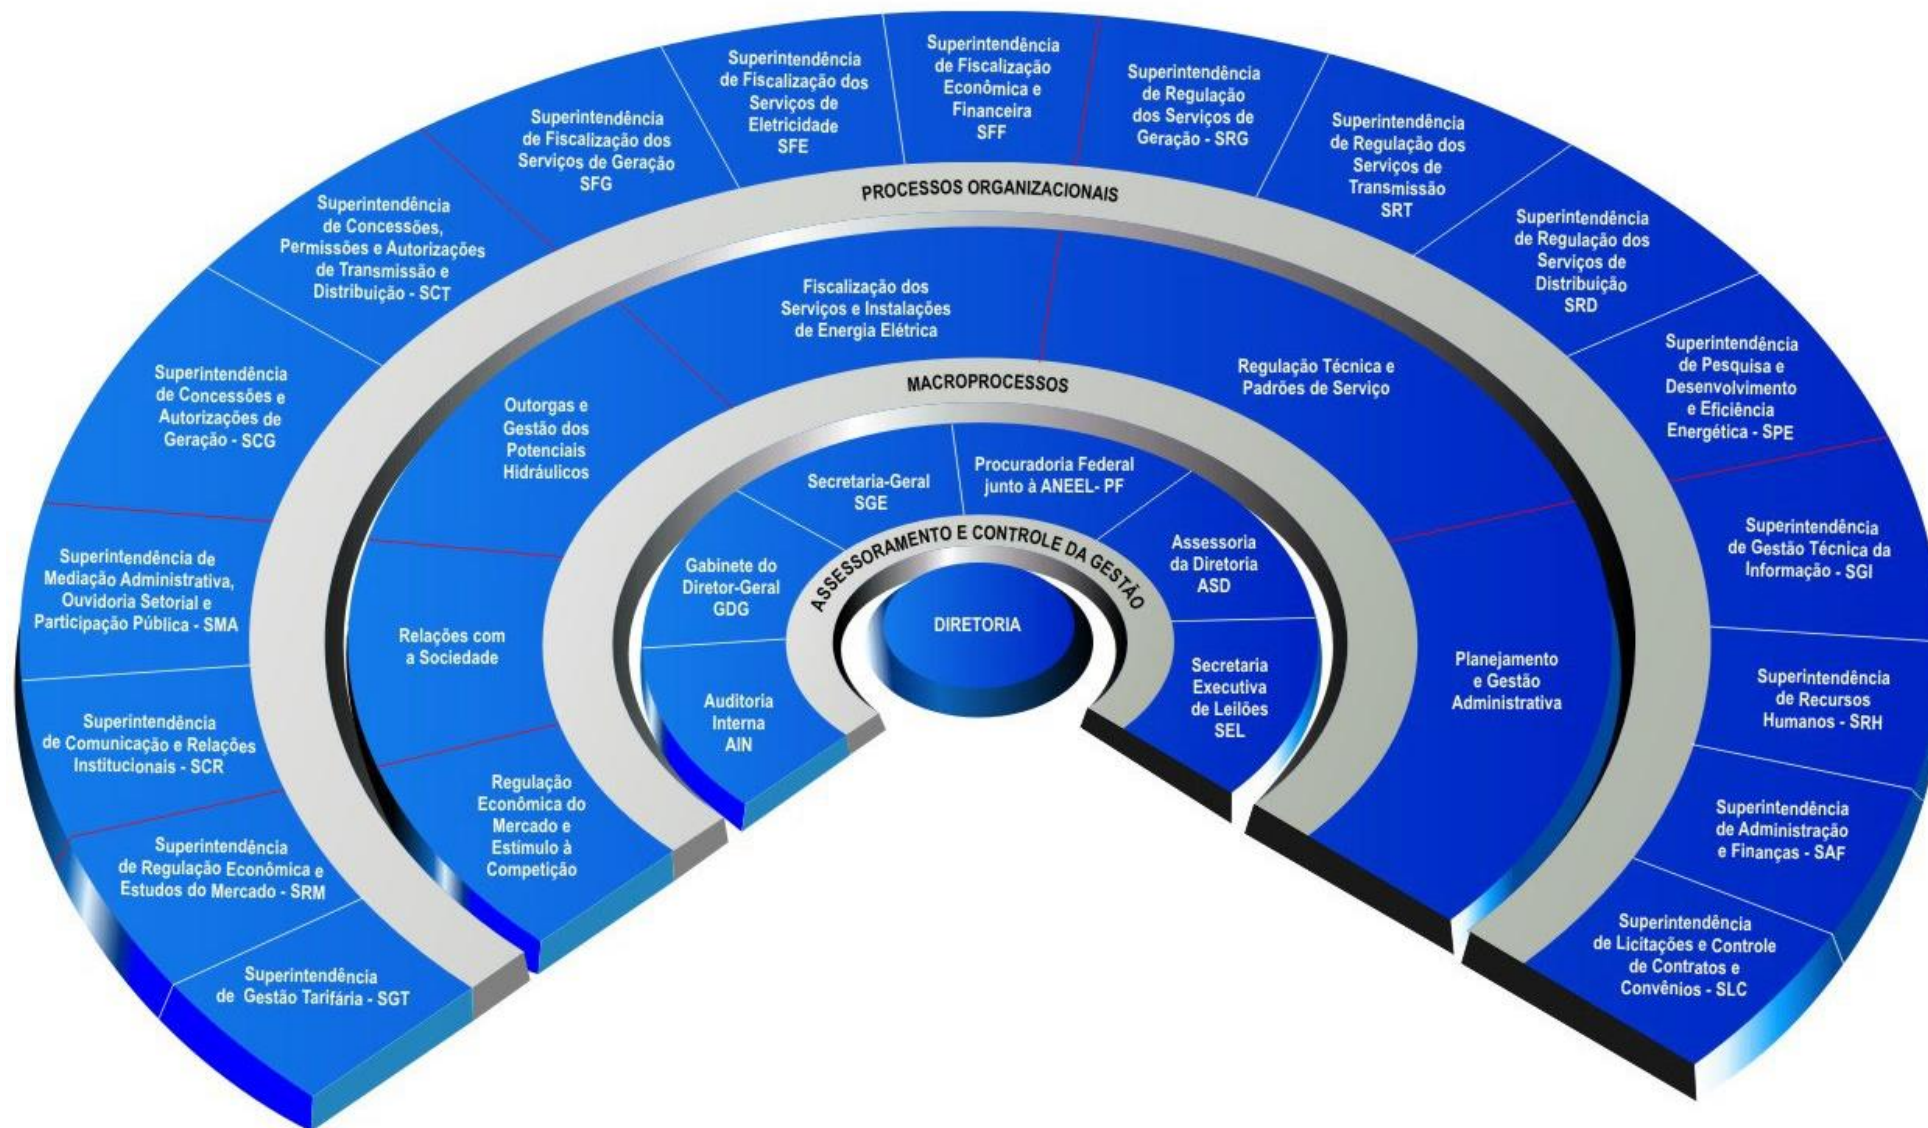 Superintendência
de Gestão Tarifária - SGT
Superintendência
de Regulação Econômica e
Estudos do Mercado - SRM
Superintendência
de Comunicação e Relações
Institucionais - SCR
Superintendência de
Mediação Administrativa,
Ouvidoria Setorial e
Participação Pública - SMA
Superintendência
de Concessões e
Autorizações de
Geração - SCG
Superintendência
de Concessões,
Permissões e Autorizações
de Transmissão e
Distribuição - SCT
Superintendência
de Fiscalização dos
Serviços de Geração
SFG
Superintendência
de Fiscalização dos
Serviços de
Eletricidade
SFE
Superintendência
de Fiscalização
Econômica e
Financeira
SFF
Superintendência
de Regulação
dos Serviços de
Geração - SRG
Superintendência
de Regulação dos
Serviços de
Transmissão
SRT
Superintendência
de Regulação dos
Serviços de
Distribuição
SRD
Superintendência
de Pesquisa e
Desenvolvimento
e Eficiência
Energética - SPE
Superintendência
de Gestão Técnica da
Informação - SGI
Superintendência
de Recursos
Humanos - SRH
Superintendência
de Administração
e Finanças - SAF
Superintendência
de Licitações e Controle
de Contratos e
Convênios - SLC
PROCESSOS ORGANIZACIONAIS
Regulação
Econômica do
Mercado e
Estímulo à
Competição
Relações com
a Sociedade
Outorgas e
Gestão dos
Potenciais
Hidráulicos
Fiscalização dos
Serviços e Instalações
de Energia Elétrica
Regulação Técnica e
Padrões de Serviço
Planejamento
e Gestão
Administrativa
MACROPROCESSOS
Auditoria
Interna
AIN
Gabinete do
Diretor-Geral
GDG
Secretaria-Geral
SGE
Procuradoria Federal
junto à ANEEL- PF
Assessoria
da Diretoria
ASD
Secretaria
Executiva
de Leilões
SEL
ASSESSORAMENTO E CONTROLE DA GESTÃO
DIRETORIA